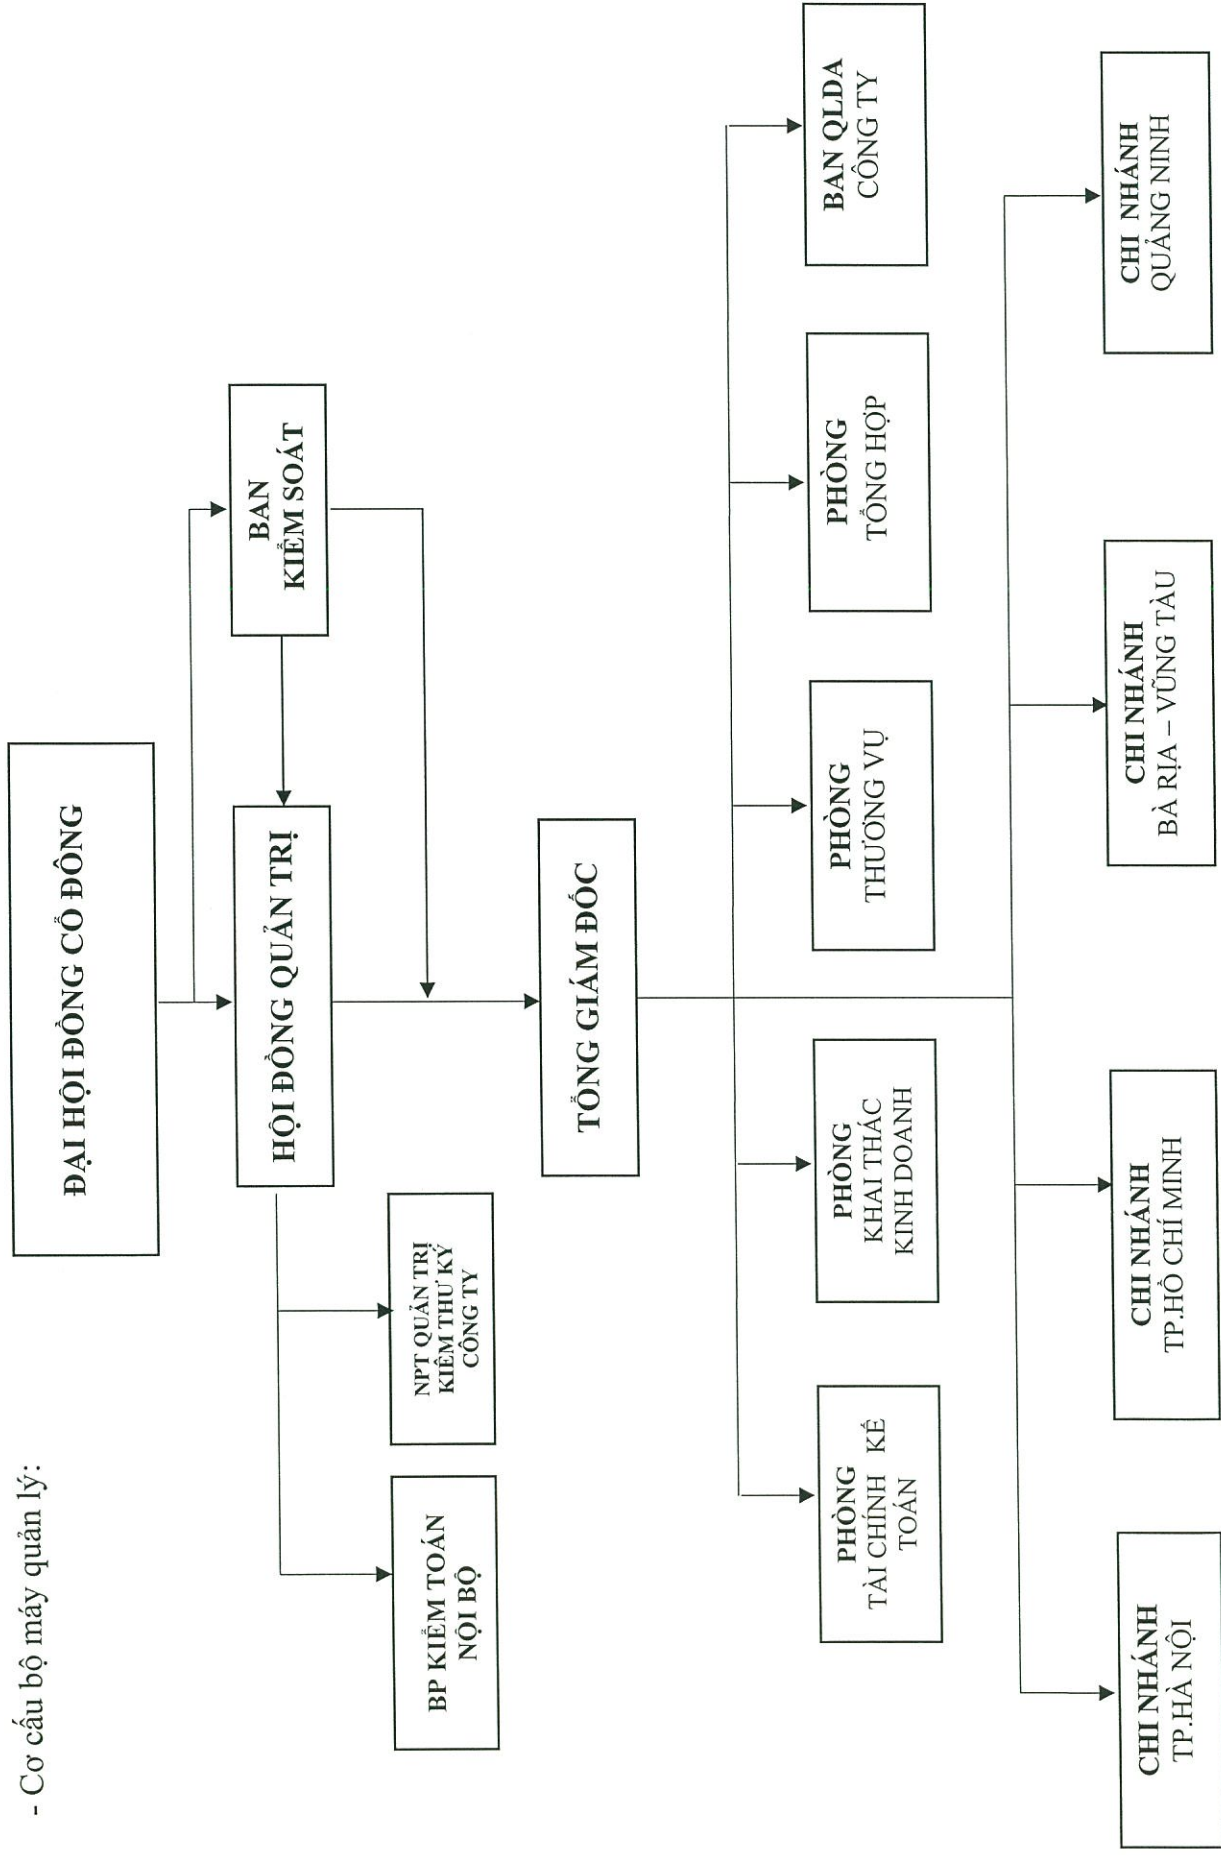 - Cơ cấu bộ máy quản lý:
ĐẠI HỘI ĐỒNG CỔ ĐÔNG
HỘI ĐỒNG QUẢN TRỊ
BAN
KIỂM SOÁT
BP KIỂM TOÁN
NỘI BỘ
NPT QUẢN TRỊ
KIÊM THƯ KÝ
CÔNG TY
TỔNG GIÁM ĐỐC
PHÒNG
TÀI CHÍNH KẾ
TOÁN
PHÒNG
KHAI THÁC
KINH DOANH
PHÒNG
THƯƠNG VỤ
PHÒNG
TỔNG HỢP
BAN QLDA
CÔNG TY
CHI NHÁNH
TP.HÀ NỘI
CHI NHÁNH
TP.HỒ CHÍ MINH
CHI NHÁNH
BÀ RỊA – VŨNG TÀU
CHI NHÁNH
QUẢNG NINH